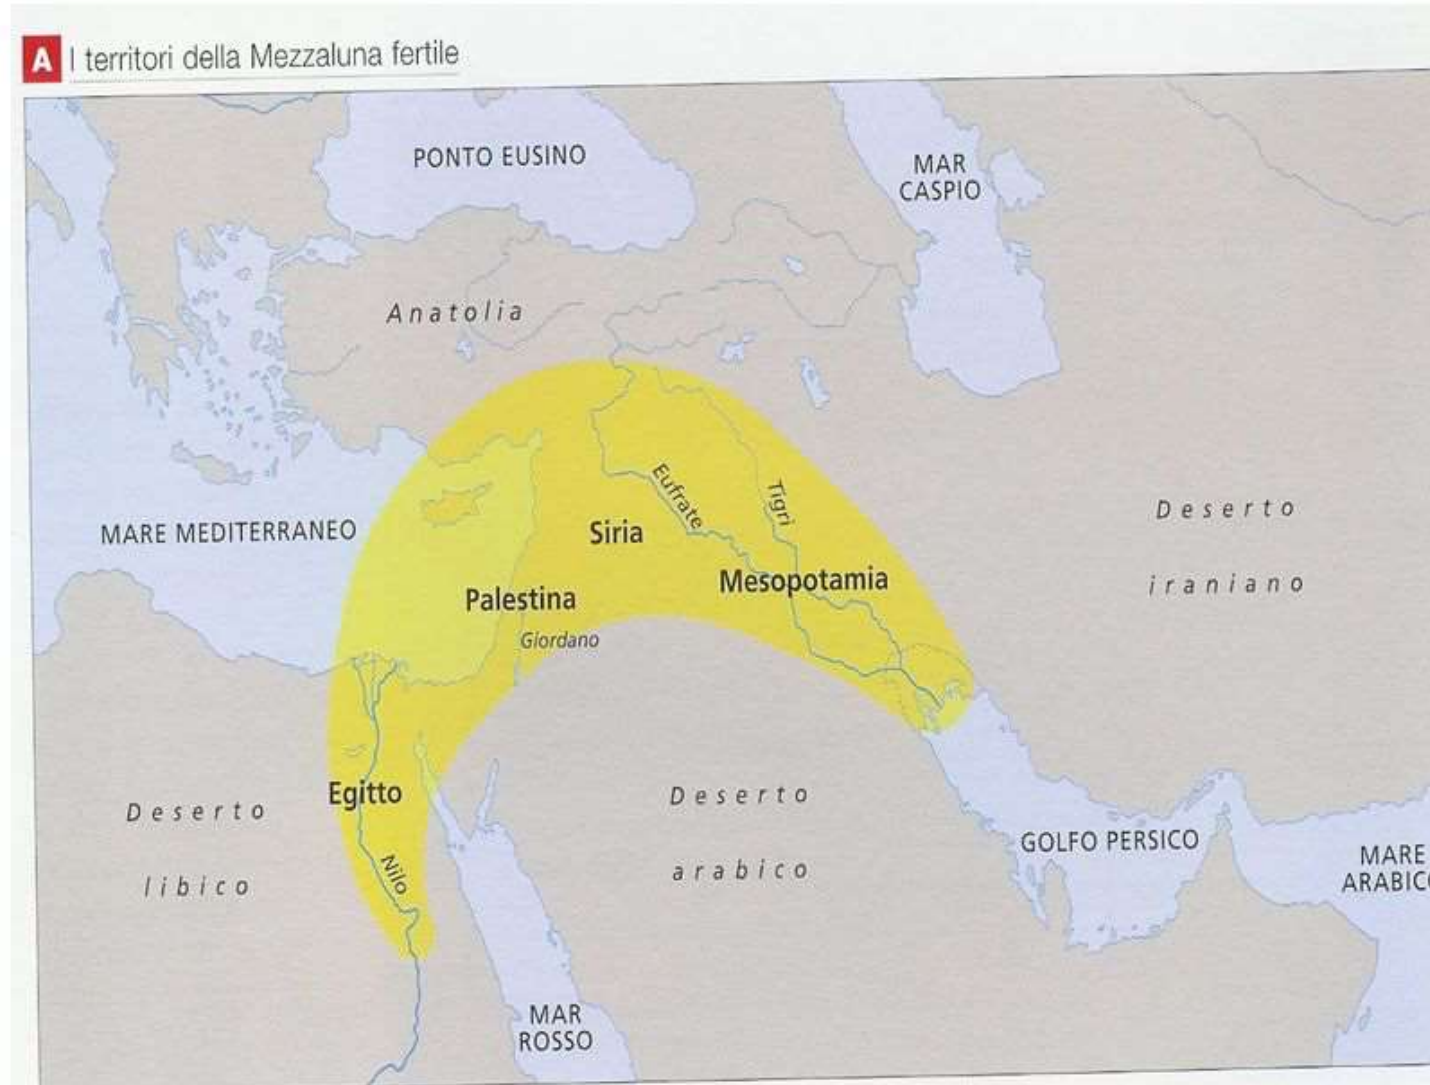 A I territori della Mezzaluna fertile
PONTO EUSINO
MAR
CASPIO
Anatolia
Eufrate
Tigri
Deserto
iraniano
MARE MEDITERRANEO
Siria
Mesopotamia
Palestina
Giordano
Egitto
Deserto
libico
Deserto
arabico
Nilo
GOLFO PERSICO
MARE
ARABICO
MAR
ROSSO